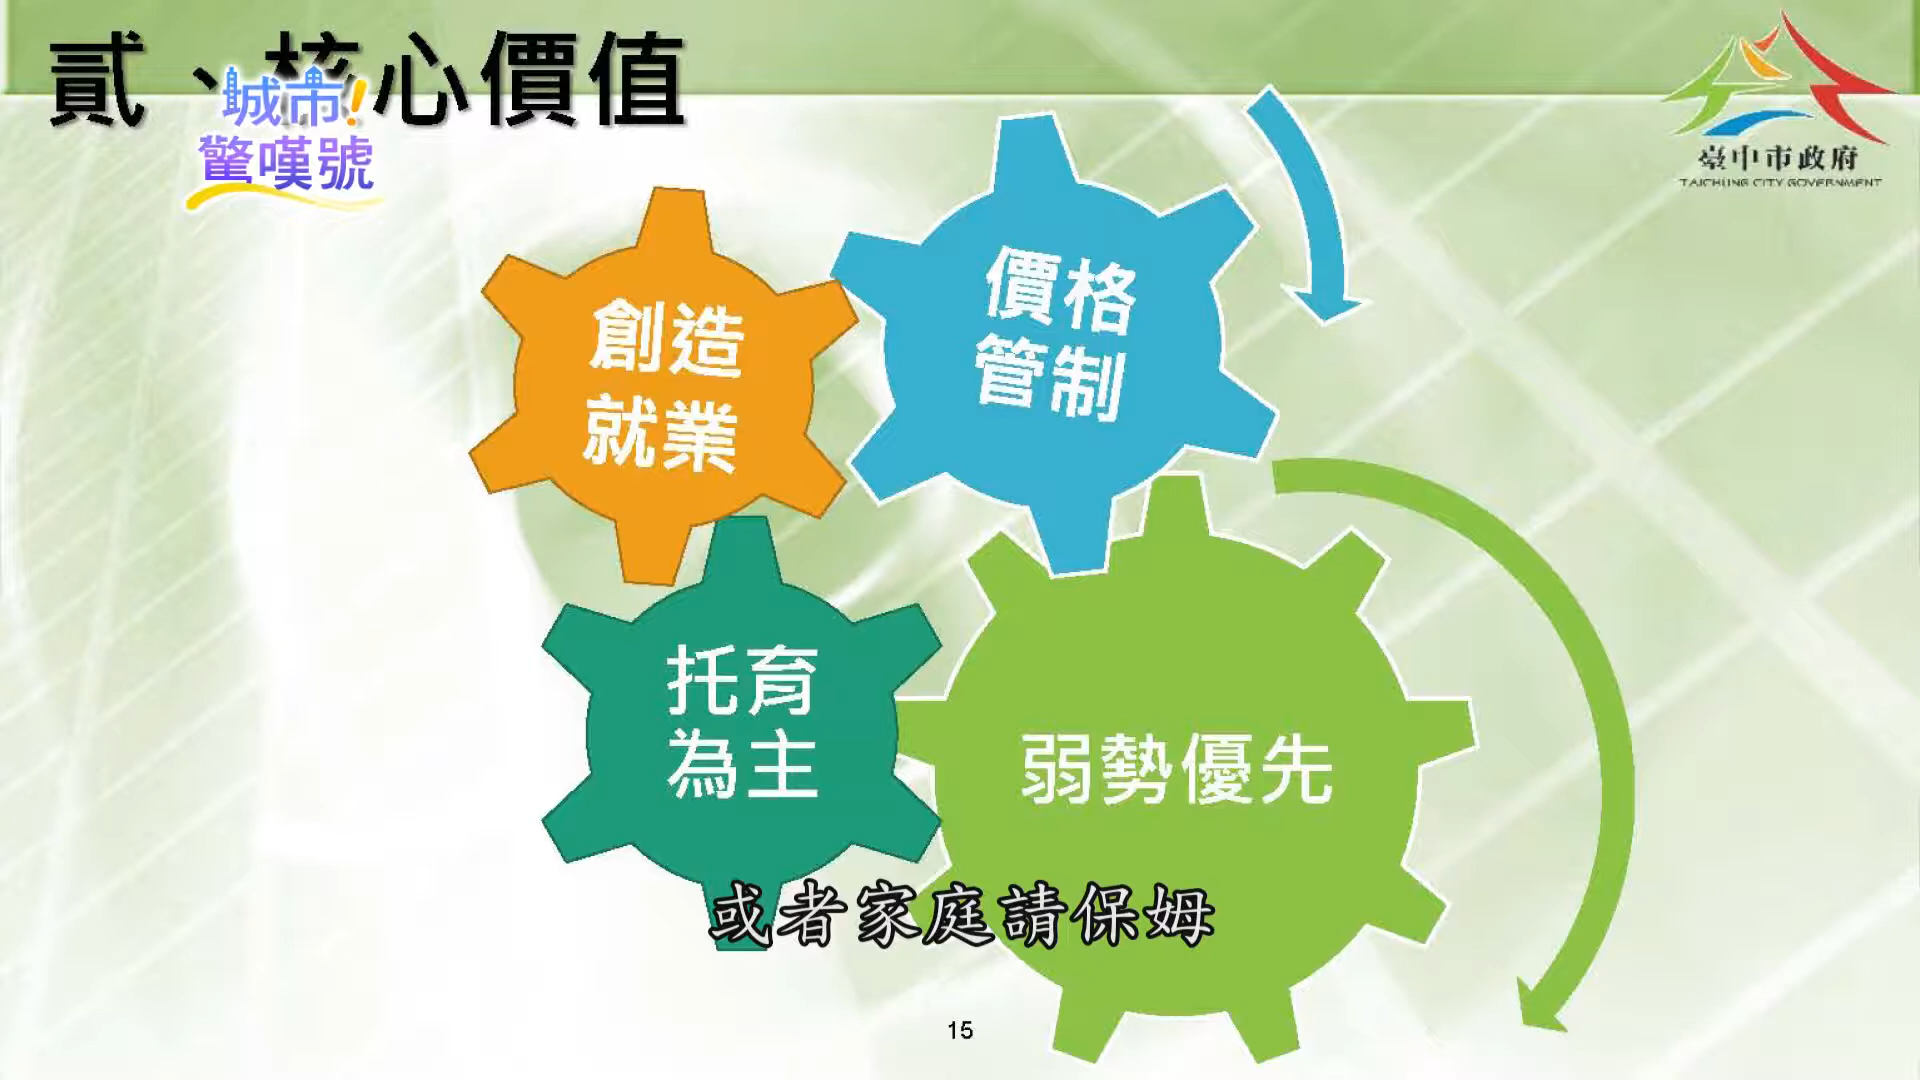 貳、核心價值
城市!
驚嘆號
臺中市政府
TAICHUNG CITY GOVERNMENT
價格
管制
創造
就業
托育
為主
弱勢優先
或者家庭請保姆
15